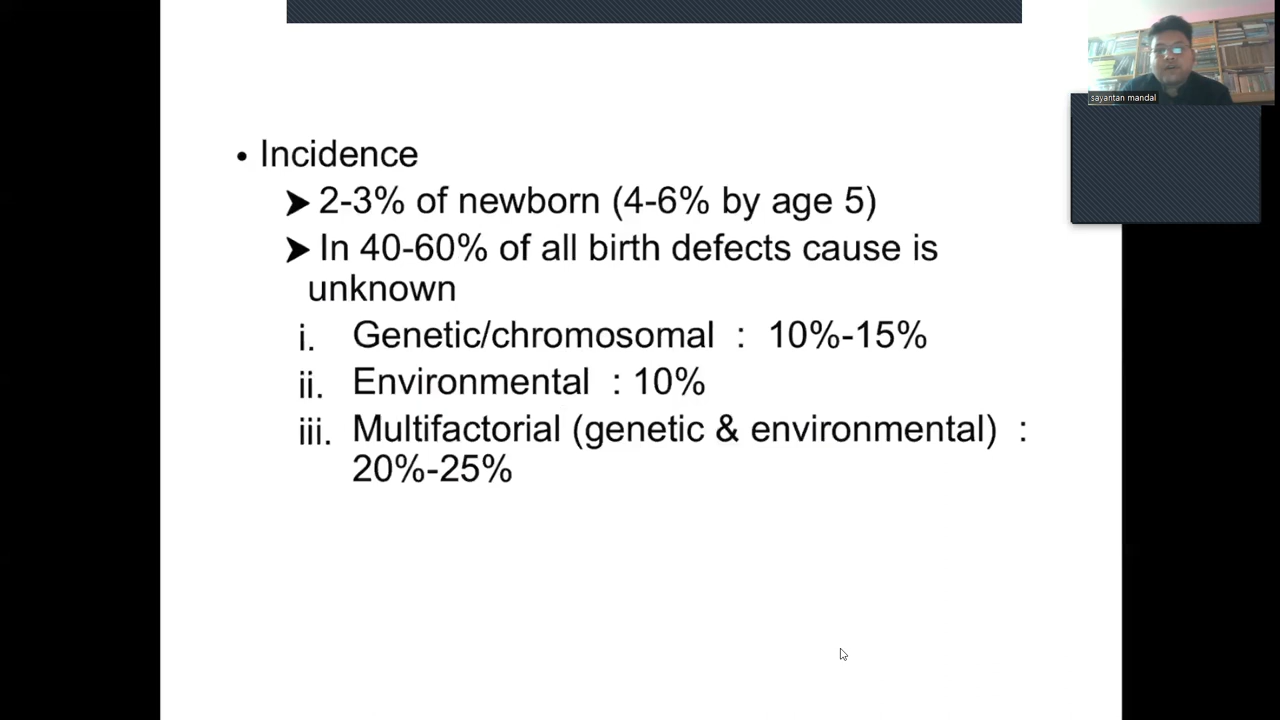 sayantan mandal
• Incidence
➤ 2-3% of newborn (4-6% by age 5)
➤ In 40-60% of all birth defects cause is
unknown
i. Genetic/chromosomal : 10%-15%
ii. Environmental : 10%
iii. Multifactorial (genetic & environmental) :
20%-25%